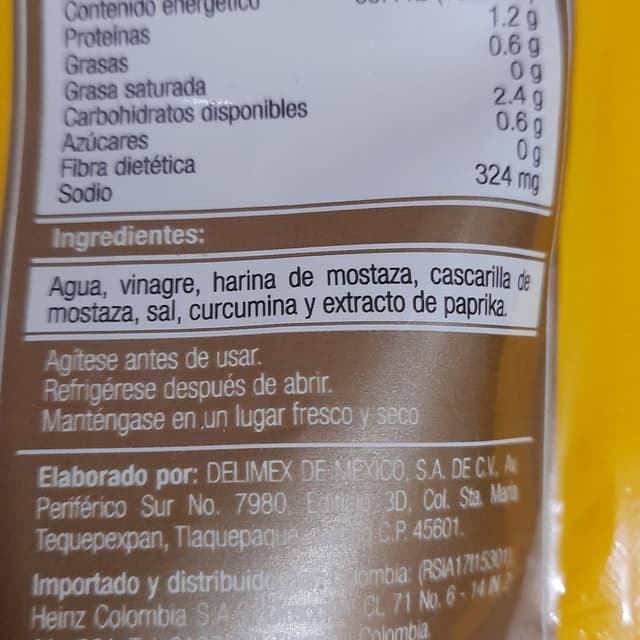 Contenido energético
Proteínas 1.2 g
Grasas 0.6 g
Grasa saturada 0 g
Carbohidratos disponibles 2.4 g
Azúcares 0.6 g
Fibra dietética 0 g
Sodio 324 mg
Ingredientes:
Agua, vinagre, harina de mostaza, cascarilla de
mostaza, sal, curcumina y extracto de paprika.
Agítese antes de usar.
Refrigérese después de abrir.
Manténgase en un lugar fresco y seco
Elaborado por: DELIMEX DE MEXICO, S.A. DE C.V. Av.
Periférico Sur No. 7980 Edificio 3D, Col. Sta. María
Tequepexpan, Tlaquepaque C.P. 45601.
Importado y distribuido Colombia:
Heinz Colombia S.A.S. CL 71 No. 6 - 14
Colombia.